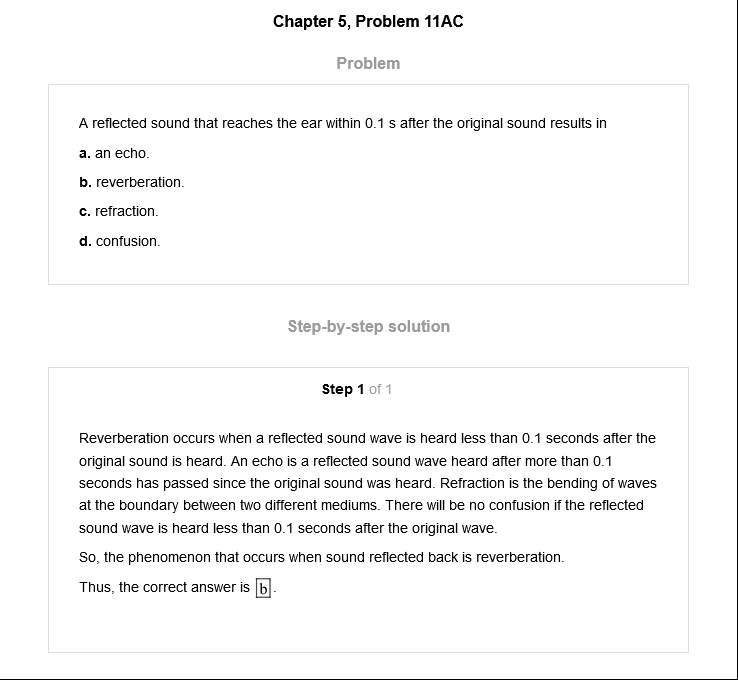 Chapter 5, Problem 11AC
Problem
A reflected sound that reaches the ear within 0.1 s after the original sound results in
a. an echo.
b. reverberation.
c. refraction.
d. confusion.
Step-by-step solution
Step 1 of 1
Reverberation occurs when a reflected sound wave is heard less than 0.1 seconds after the
original sound is heard. An echo is a reflected sound wave heard after more than 0.1
seconds has passed since the original sound was heard. Refraction is the bending of waves
at the boundary between two different mediums. There will be no confusion if the reflected
sound wave is heard less than 0.1 seconds after the original wave.
So, the phenomenon that occurs when sound reflected back is reverberation.
Thus, the correct answer is b.